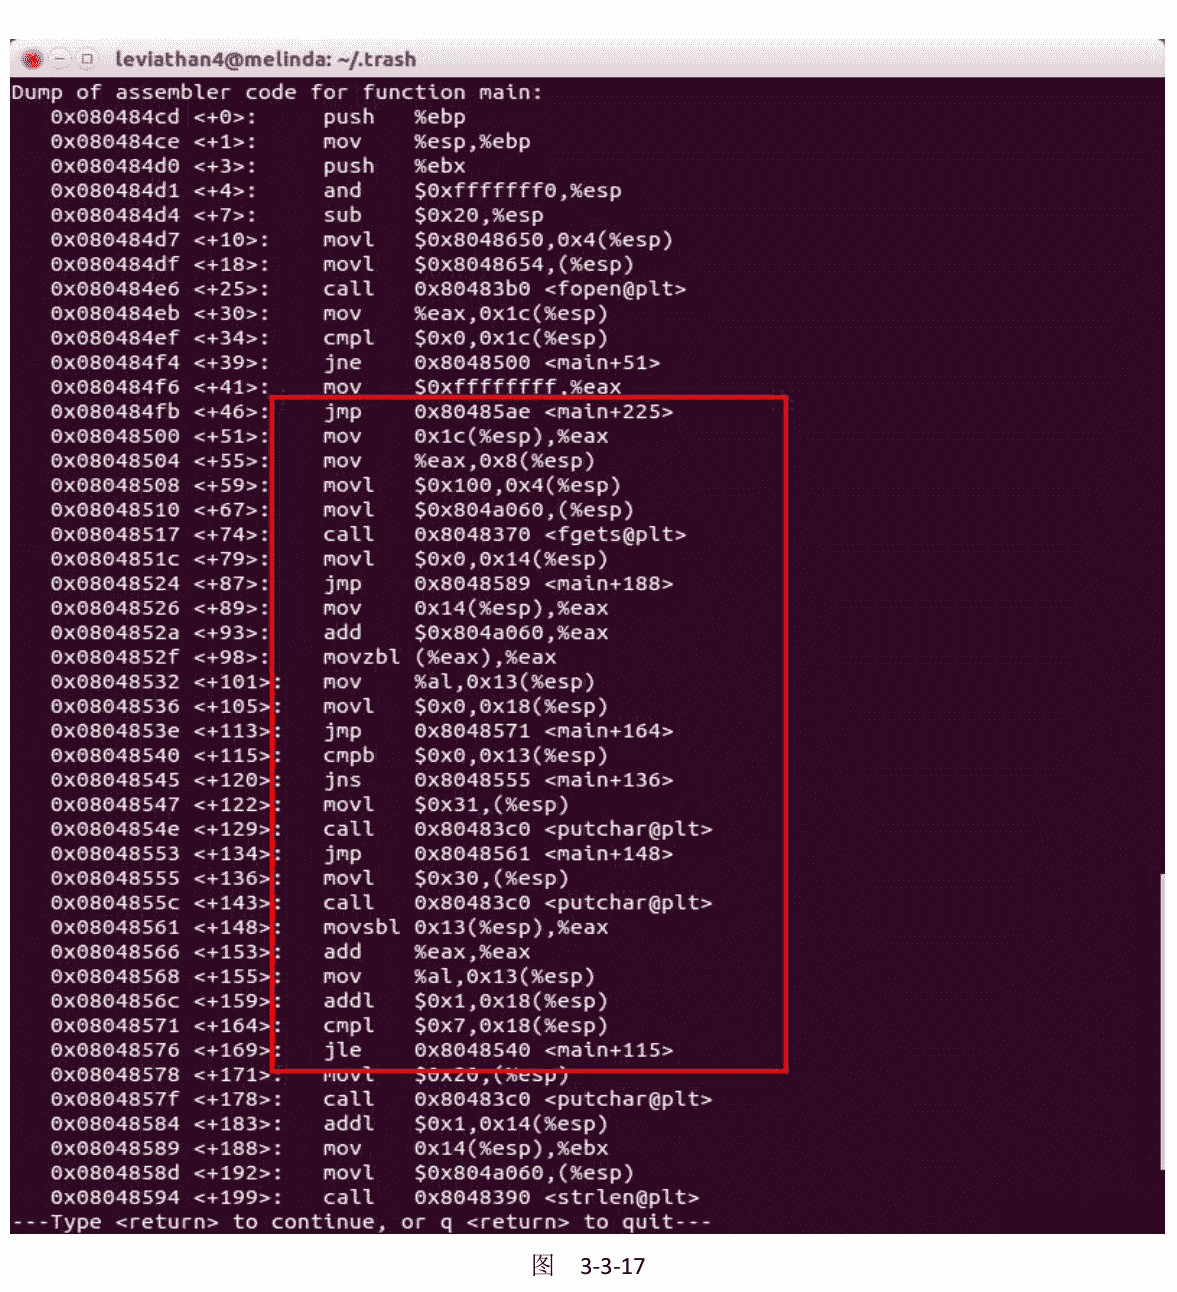 leviathan4@melinda: ~/.trash
Dump of assembler code for function main:
0x080484cd <+0>: push %ebp
0x080484ce <+1>: mov %esp,%ebp
0x080484d0 <+3>: push %ebx
0x080484d1 <+4>: and $0xfffffff0,%esp
0x080484d4 <+7>: sub $0x20,%esp
0x080484d7 <+10>: movl $0x8048650,0x4(%esp)
0x080484df <+18>: movl $0x8048654,(%esp)
0x080484e6 <+25>: call 0x80483b0 <fopen@plt>
0x080484eb <+30>: mov %eax,0x1c(%esp)
0x080484ef <+34>: cmpl $0x0,0x1c(%esp)
0x080484f4 <+39>: jne 0x8048500 <main+51>
0x080484f6 <+41>: mov $0xffffffff,%eax
0x080484fb <+46>: jmp 0x80485ae <main+225>
0x08048500 <+51>: mov 0x1c(%esp),%eax
0x08048504 <+55>: mov %eax,0x8(%esp)
0x08048508 <+59>: movl $0x100,0x4(%esp)
0x08048510 <+67>: movl $0x804a060,(%esp)
0x08048517 <+74>: call 0x8048370 <fgets@plt>
0x0804851c <+79>: movl $0x0,0x14(%esp)
0x08048524 <+87>: jmp 0x8048589 <main+188>
0x08048526 <+89>: mov 0x14(%esp),%eax
0x0804852a <+93>: add $0x804a060,%eax
0x0804852f <+98>: movzbl (%eax),%eax
0x08048532 <+101>: mov %al,0x13(%esp)
0x08048536 <+105>: movl $0x0,0x18(%esp)
0x0804853e <+113>: jmp 0x8048571 <main+164>
0x08048540 <+115>: cmpb $0x0,0x13(%esp)
0x08048545 <+120>: jns 0x8048555 <main+136>
0x08048547 <+122>: movl $0x31,(%esp)
0x0804854e <+129>: call 0x80483c0 <putchar@plt>
0x08048553 <+134>: jmp 0x8048561 <main+148>
0x08048555 <+136>: movl $0x30,(%esp)
0x0804855c <+143>: call 0x80483c0 <putchar@plt>
0x08048561 <+148>: movsbl 0x13(%esp),%eax
0x08048566 <+153>: add %eax,%eax
0x08048568 <+155>: mov %al,0x13(%esp)
0x0804856c <+159>: addl $0x1,0x18(%esp)
0x08048571 <+164>: cmpl $0x7,0x18(%esp)
0x08048576 <+169>: jle 0x8048540 <main+115>
0x08048578 <+171>: movl $0x20,(%esp)
0x0804857f <+178>: call 0x80483c0 <putchar@plt>
0x08048584 <+183>: addl $0x1,0x14(%esp)
0x08048589 <+188>: mov 0x14(%esp),%ebx
0x0804858d <+192>: movl $0x804a060,(%esp)
0x08048594 <+199>: call 0x8048390 <strlen@plt>
---Type <return> to continue, or q <return> to quit---
图 3-3-17